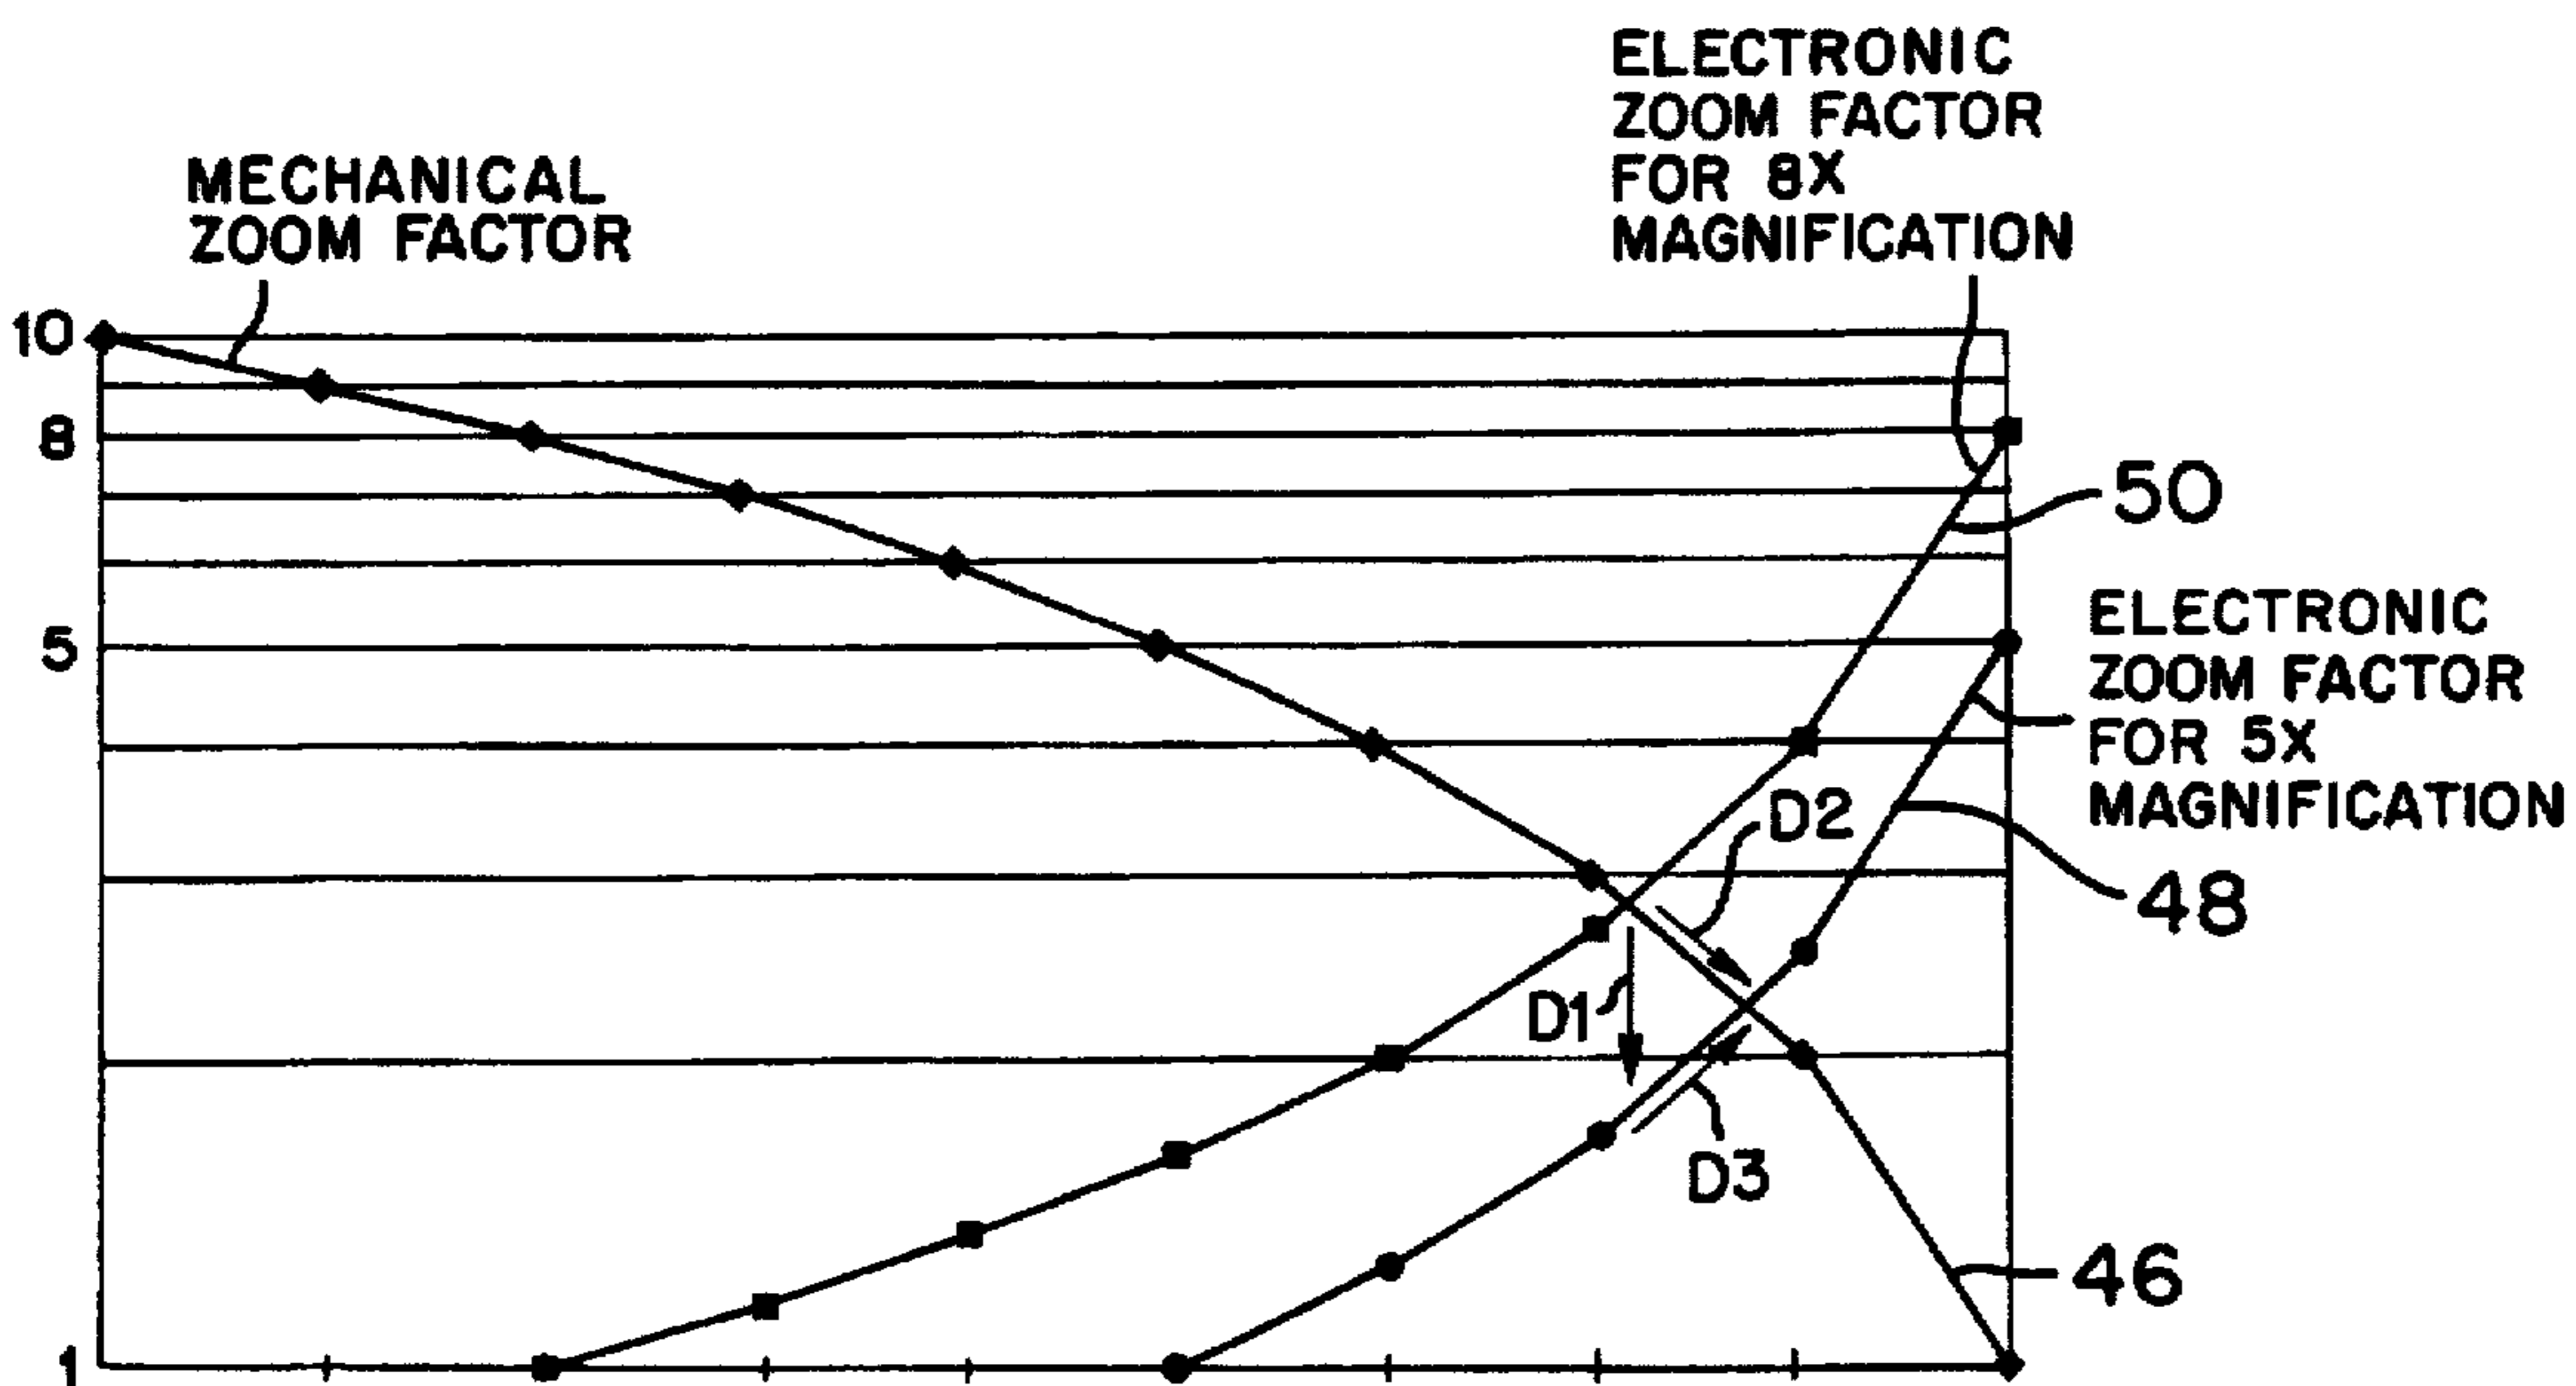 ELECTRONIC
ZOOM FACTOR
FOR 8X
MAGNIFICATION
MECHANICAL
ZOOM FACTOR
10
8
50
ELECTRONIC
ZOOM FACTOR
FOR 5X
MAGNIFICATION
5
D2
48
D1
D3
46
1